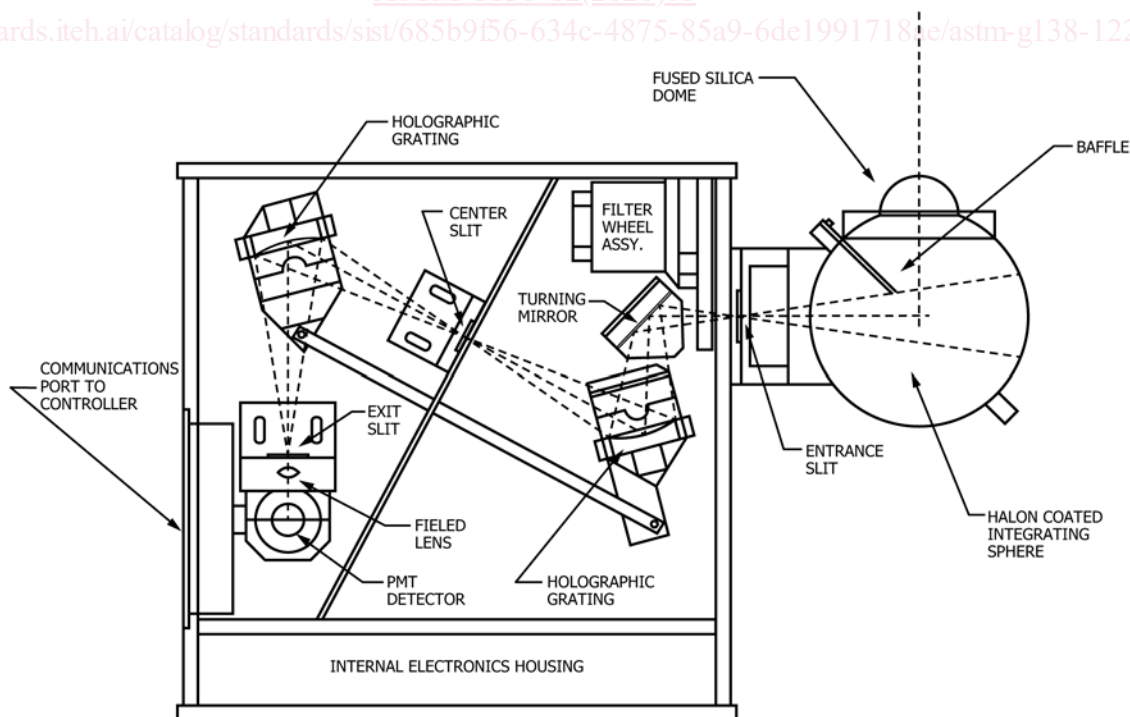 ards.iteh.ai/catalog/standards/sist/685b9f56-634c-4875-85a9-6de1991718ae/astm-g138-122
FUSED SILICA
DOME
HOLOGRAPHIC
GRATING
BAFFLE
CENTER
SLIT
FILTER
WHEEL
ASSY.
TURNING
MIRROR
COMMUNICATIONS
PORT TO
CONTROLLER
EXIT
SLIT
ENTRANCE
SLIT
FIELED
LENS
HALON COATED
INTEGRATING
SPHERE
PMT
DETECTOR
HOLOGRAPHIC
GRATING
INTERNAL ELECTRONICS HOUSING